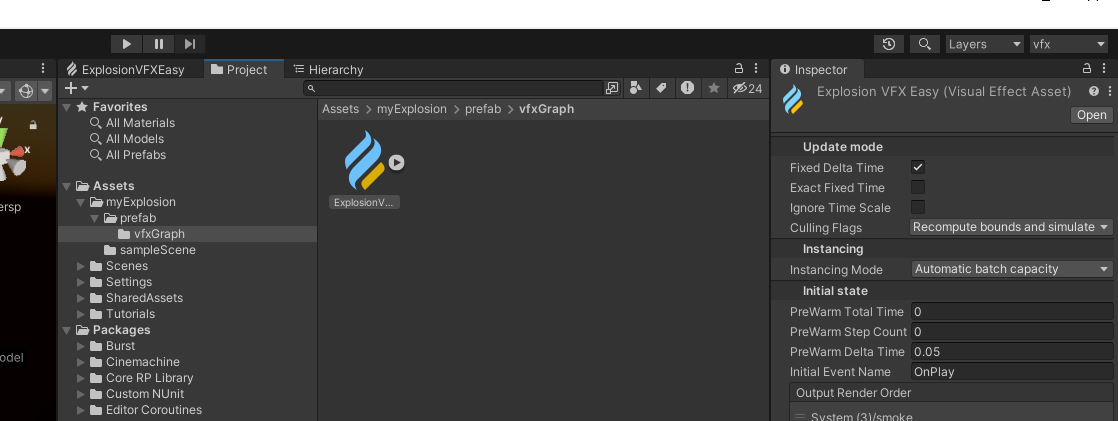 Layers
vfx
ExplosionVFXEasy
Project
Hierarchy
Inspector
24
Favorites
All Materials
All Models
All Prefabs
Assets
myExplosion
prefab
vfxGraph
sampleScene
Scenes
Settings
SharedAssets
Tutorials
Packages
Burst
Cinemachine
Core RP Library
Custom NUnit
Editor Coroutines
Assets > myExplosion > prefab > vfxGraph
ExplosionV...
Explosion VFX Easy (Visual Effect Asset)
Open
Update mode
Fixed Delta Time
Exact Fixed Time
Ignore Time Scale
Culling Flags Recompute bounds and simulate
Instancing
Instancing Mode Automatic batch capacity
Initial state
PreWarm Total Time 0
PreWarm Step Count 0
PreWarm Delta Time 0.05
Initial Event Name OnPlay
Output Render Order
System (3)/smoke
x
ersp
odel